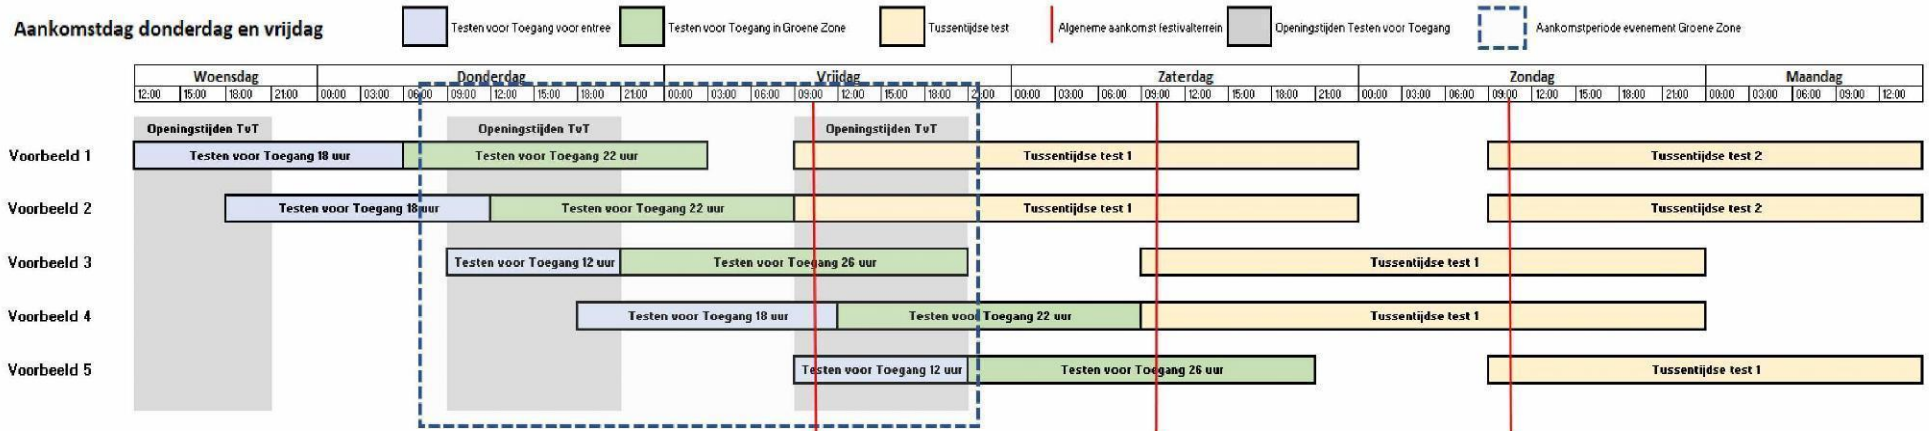 Aankomstdag donderdag en vrijdag
Testen voor Toegang voor entree
Testen voor Toegang in Groene Zone
Tussentijdse test
Algemene aankomst festivalterrein
Openingstijden Testen voor Toegang
Aankomstperiode evenement Groene Zone
Woensdag Donderdag Vrijdag Zaterdag Zondag Maandag
12:00 15:00 18:00 21:00 00:00 03:00 06:00 09:00 12:00 15:00 18:00 21:00 00:00 03:00 06:00 09:00 12:00 15:00 18:00 21:00 00:00 03:00 06:00 09:00 12:00 15:00 18:00 21:00 00:00 03:00 06:00 09:00 12:00 15:00 18:00 21:00 00:00 03:00 06:00 09:00 12:00
Openingstijden TvT Openingstijden TvT Openingstijden TvT
Voorbeeld 1 Testen voor Toegang 18 uur Testen voor Toegang 22 uur Tussentijdse test 1 Tussentijdse test 2
Voorbeeld 2 Testen voor Toegang 18 uur Testen voor Toegang 22 uur Tussentijdse test 1 Tussentijdse test 2
Voorbeeld 3 Testen voor Toegang 12 uur Testen voor Toegang 26 uur Tussentijdse test 1
Voorbeeld 4 Testen voor Toegang 18 uur Testen voor Toegang 22 uur Tussentijdse test 1
Voorbeeld 5 Testen voor Toegang 12 uur Testen voor Toegang 26 uur Tussentijdse test 1